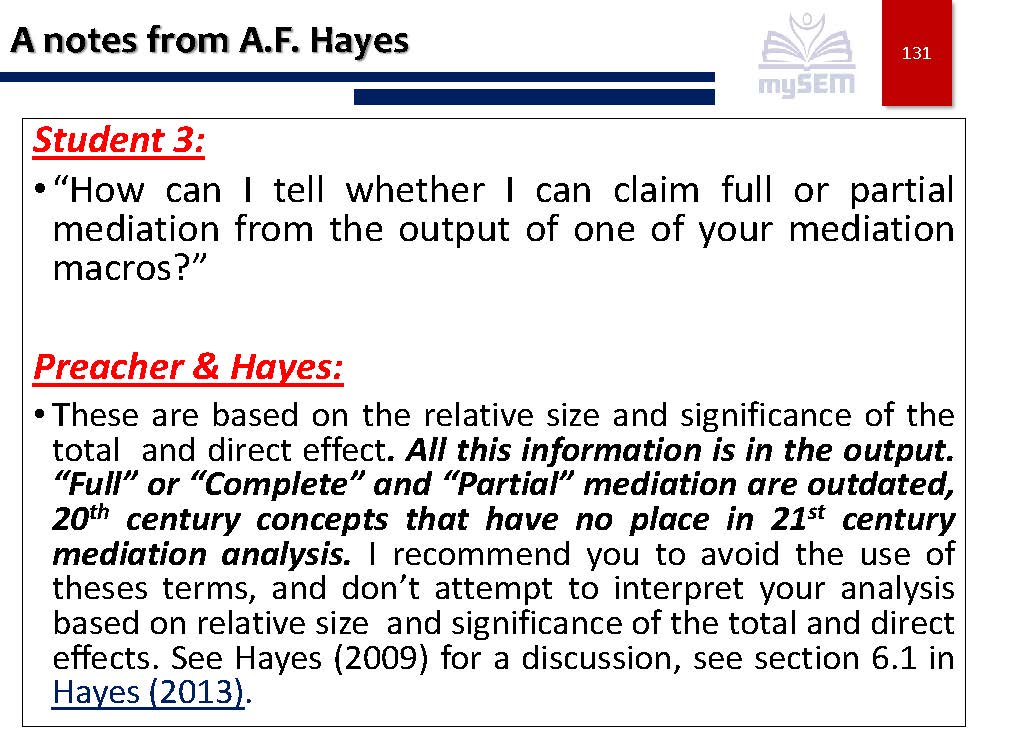 A notes from A.F. Hayes
mySEM
131
Student 3:
• “How can I tell whether I can claim full or partial
mediation from the output of one of your mediation
macros?”
Preacher & Hayes:
• These are based on the relative size and significance of the
total and direct effect. All this information is in the output.
“Full” or “Complete” and “Partial” mediation are outdated,
20th century concepts that have no place in 21st century
mediation analysis. I recommend you to avoid the use of
theses terms, and don’t attempt to interpret your analysis
based on relative size and significance of the total and direct
effects. See Hayes (2009) for a discussion, see section 6.1 in
Hayes (2013).